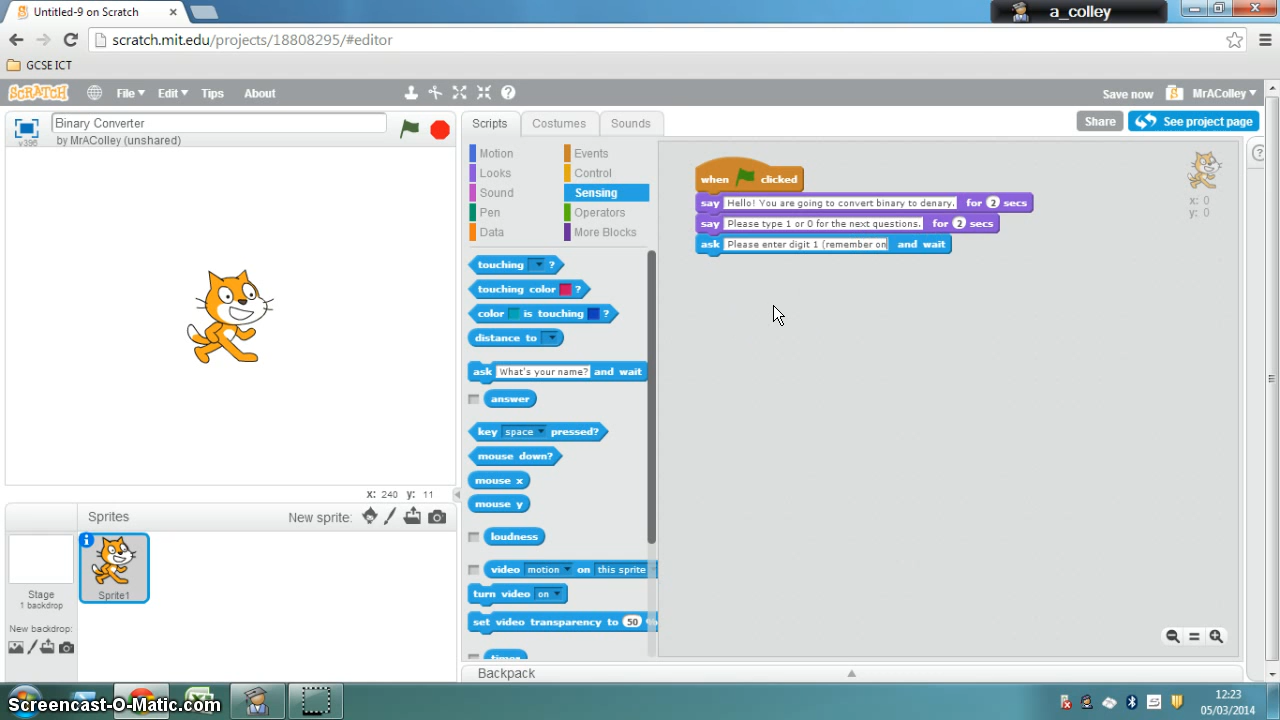 Untitled-9 on Scratch
a_colley
scratch.mit.edu/projects/18808295/#editor
GCSE ICT
SCRATCH File Edit Tips About Save now MrAColley
Binary Converter
by MrAColley (unshared)
v396
Scripts Costumes Sounds Share See project page
Motion Events
Looks Control
Sound Sensing
Pen Operators
Data More Blocks
touching ?
touching color ?
color is touching ?
distance to
ask What's your name? and wait
answer
key space pressed?
mouse down?
mouse x
mouse y
loudness
video motion on this sprite
turn video on
set video transparency to 50 %
timer
when clicked
say Hello! You are going to convert binary to denary. for 2 secs
say Please type 1 or 0 for the next questions. for 2 secs
ask Please enter digit 1 (remember on and wait
x: 0
y: 0
x: 240 y: 11
Sprites New sprite:
Stage
1 backdrop
New backdrop:
Sprite1
Backpack
Screencast-O-Matic.com
12:23
05/03/2014